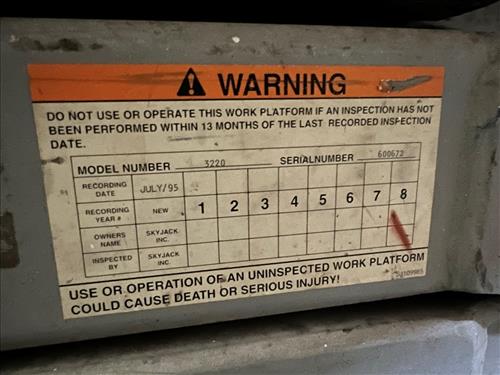 WARNING
DO NOT USE OR OPERATE THIS WORK PLATFORM IF AN INSPECTION HAS NOT
BEEN PERFORMED WITHIN 13 MONTHS OF THE LAST RECORDED INSPECTION
DATE.
MODEL NUMBER 3220 SERIALNUMBER 600673
RECORDING DATE JULY/95
RECORDING YEAR # NEW 1 2 3 4 5 6 7 8
OWNERS NAME SKYJACK INC.
INSPECTED BY SKYJACK INC.
USE OR OPERATION OF AN UNINSPECTED WORK PLATFORM
COULD CAUSE DEATH OR SERIOUS INJURY!